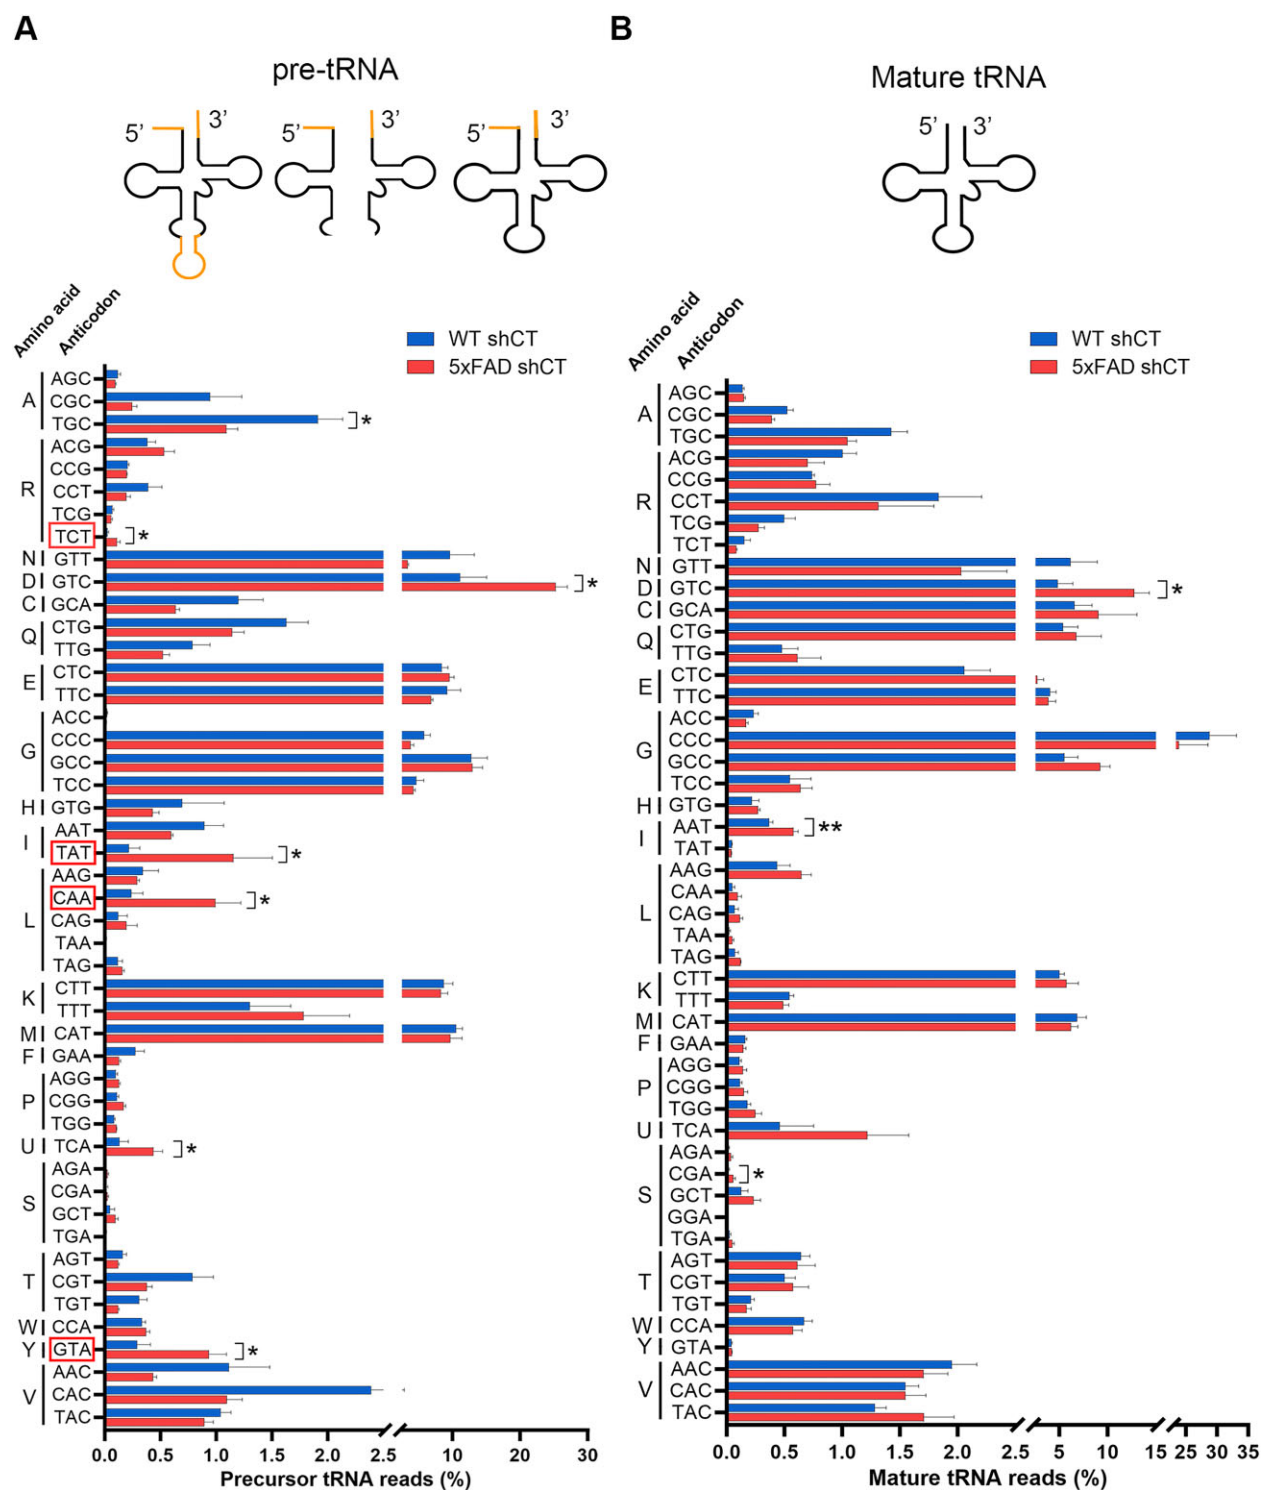 A
pre-tRNA
5’ 3’ 5’ 3’ 5’ 3’
Amino acid
Anticodon
WT shCT
5xFAD shCT
A
AGC
CGC
TGC *
R
ACG
CCG
CCT
TCG
TCT *
N GTT
D GTC *
C GCA
Q
CTG
TTG
E
CTC
TTC
G
ACC
CCC
GCC
TCC
H GTG
I
AAT
TAT *
L
AAG
CAA *
CAG
TAA
TAG
K
CTT
TTT
M CAT
F GAA
P
AGG
CGG
TGG
U TCA *
S
AGA
CGA
GCT
TGA
T
AGT
CGT
TGT
W CCA
Y GTA *
V
AAC
CAC
TAC
0.0 0.5 1.0 1.5 2.0 2.5 10 20 30
Precursor tRNA reads (%)
B
Mature tRNA
5’ 3’
Amino acid
Anticodon
WT shCT
5xFAD shCT
A
AGC
CGC
TGC
R
ACG
CCG
CCT
TCG
TCT
N GTT
D GTC *
C GCA
Q
CTG
TTG
E
CTC
TTC
G
ACC
CCC
GCC
TCC
H GTG
I
AAT **
TAT
L
AAG
CAA
CAG
TAA
TAG
K
CTT
TTT
M CAT
F GAA
P
AGG
CGG
TGG
U TCA
S
AGA
CGA *
GCT
GGA
TGA
T
AGT
CGT
TGT
W CCA
Y GTA
V
AAC
CAC
TAC
0.0 0.5 1.0 1.5 2.0 2.5 5 10 15 25 30 35
Mature tRNA reads (%)